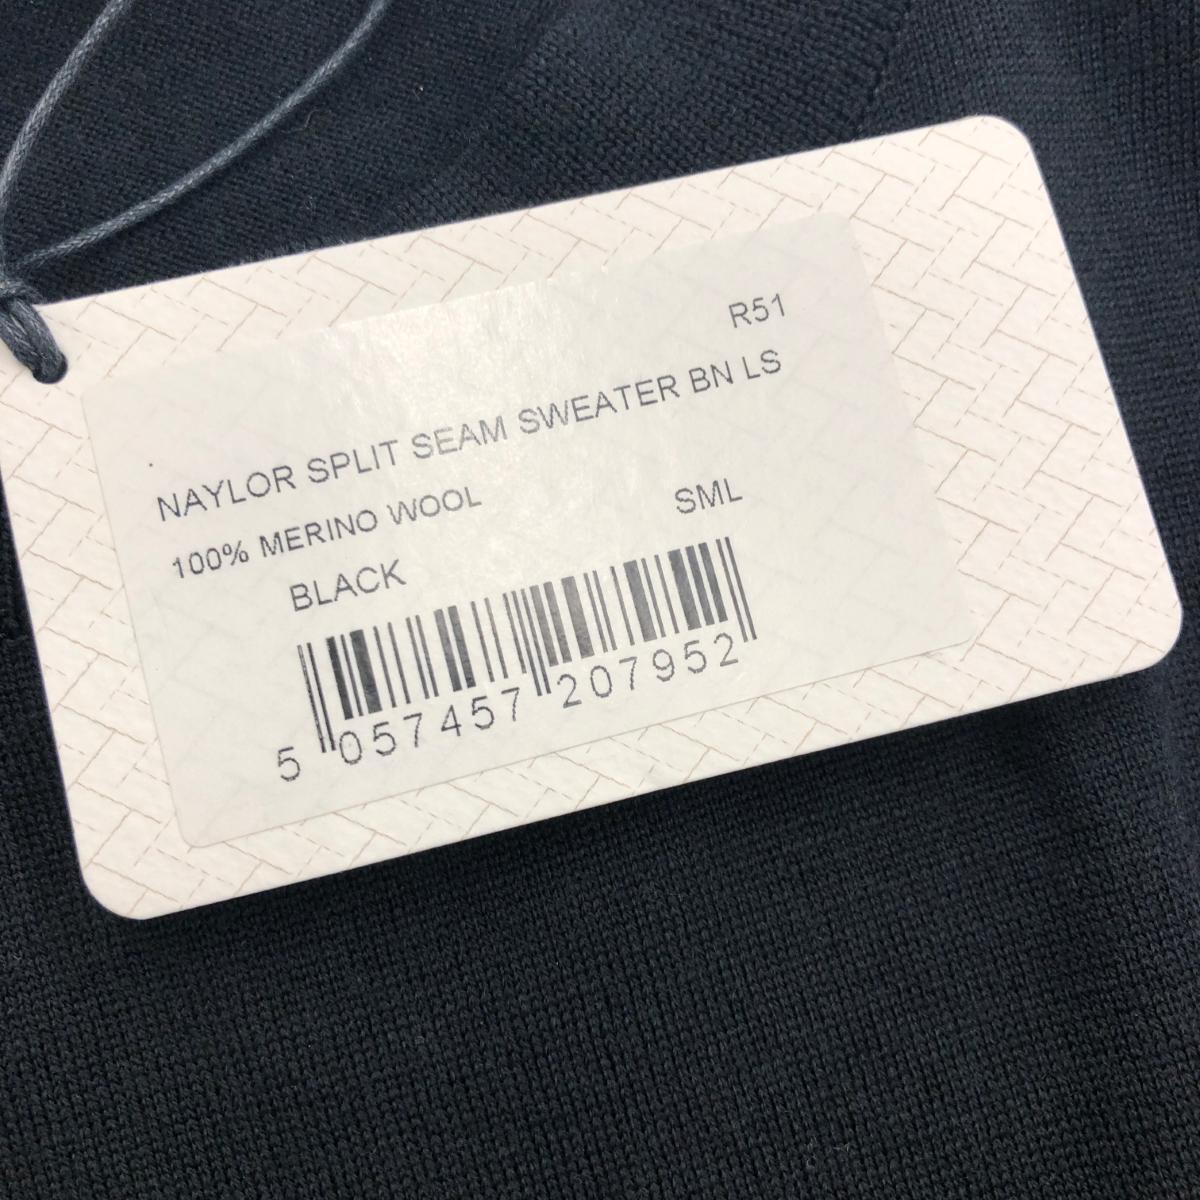 R51
NAYLOR SPLIT SEAM SWEATER BN LS
100% MERINO WOOL SML
BLACK
5 057457 207952